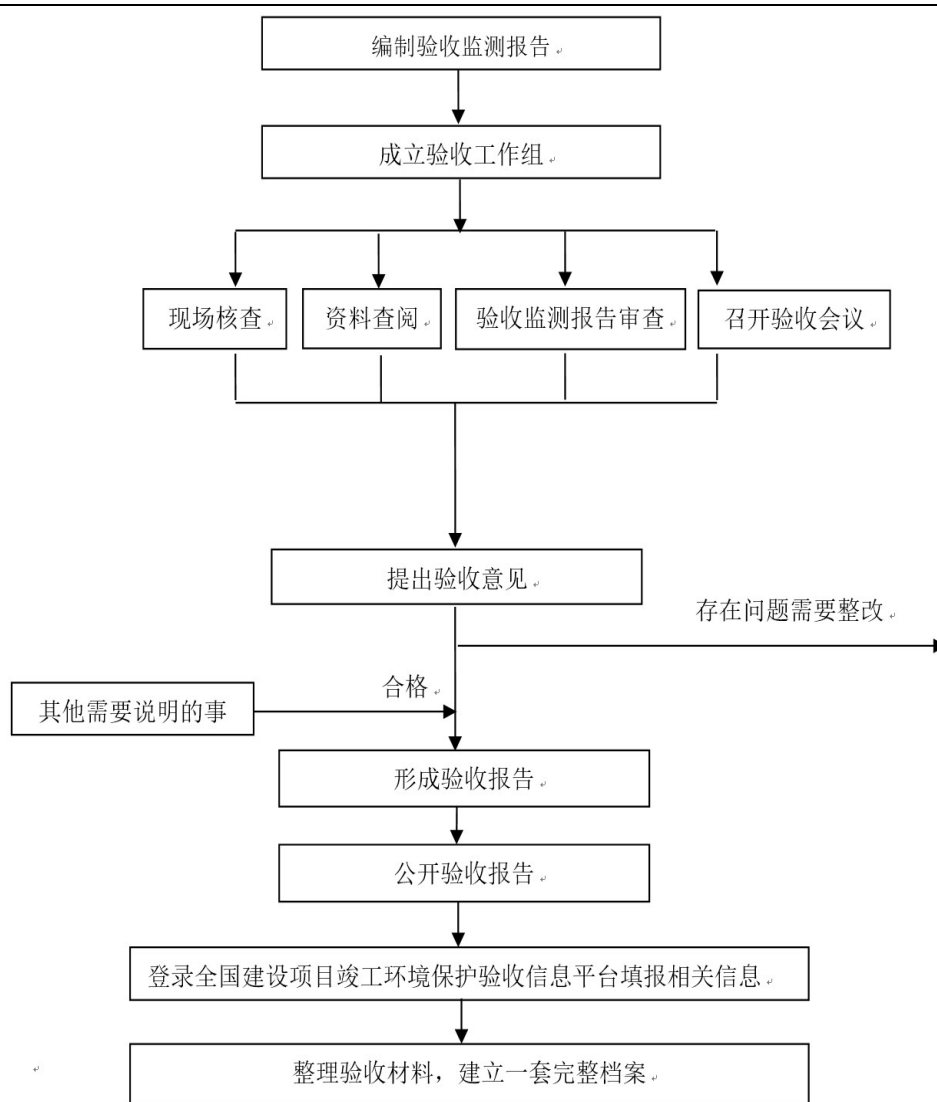 编制验收监测报告
成立验收工作组
现场核查
资料查阅
验收监测报告审查
召开验收会议
提出验收意见
存在问题需要整改
合格
其他需要说明的事
形成验收报告
公开验收报告
登录全国建设项目竣工环境保护验收信息平台填报相关信息
整理验收材料，建立一套完整档案